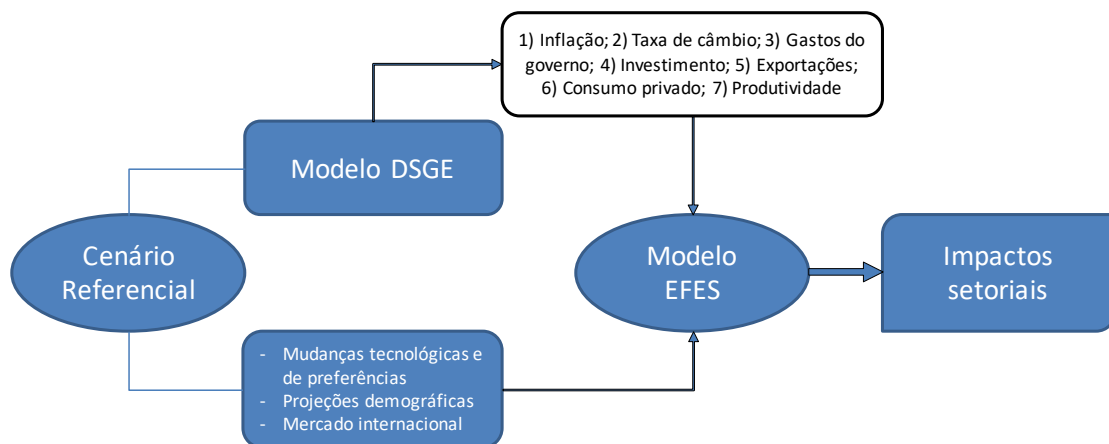 1) Inflação; 2) Taxa de câmbio; 3) Gastos do
governo; 4) Investimento; 5) Exportações;
6) Consumo privado; 7) Produtividade
Modelo DSGE
Cenário
Referencial
Modelo
EFES
Impactos
setoriais
- Mudanças tecnológicas e
de preferências
- Projeções demográficas
- Mercado internacional